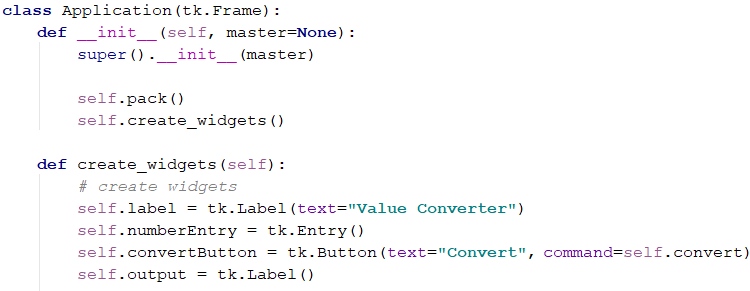 class Application(tk.Frame):
    def __init__(self, master=None):
        super().__init__(master)

        self.pack()
        self.create_widgets()

    def create_widgets(self):
        # create widgets
        self.label = tk.Label(text="Value Converter")
        self.numberEntry = tk.Entry()
        self.convertButton = tk.Button(text="Convert", command=self.convert)
        self.output = tk.Label()